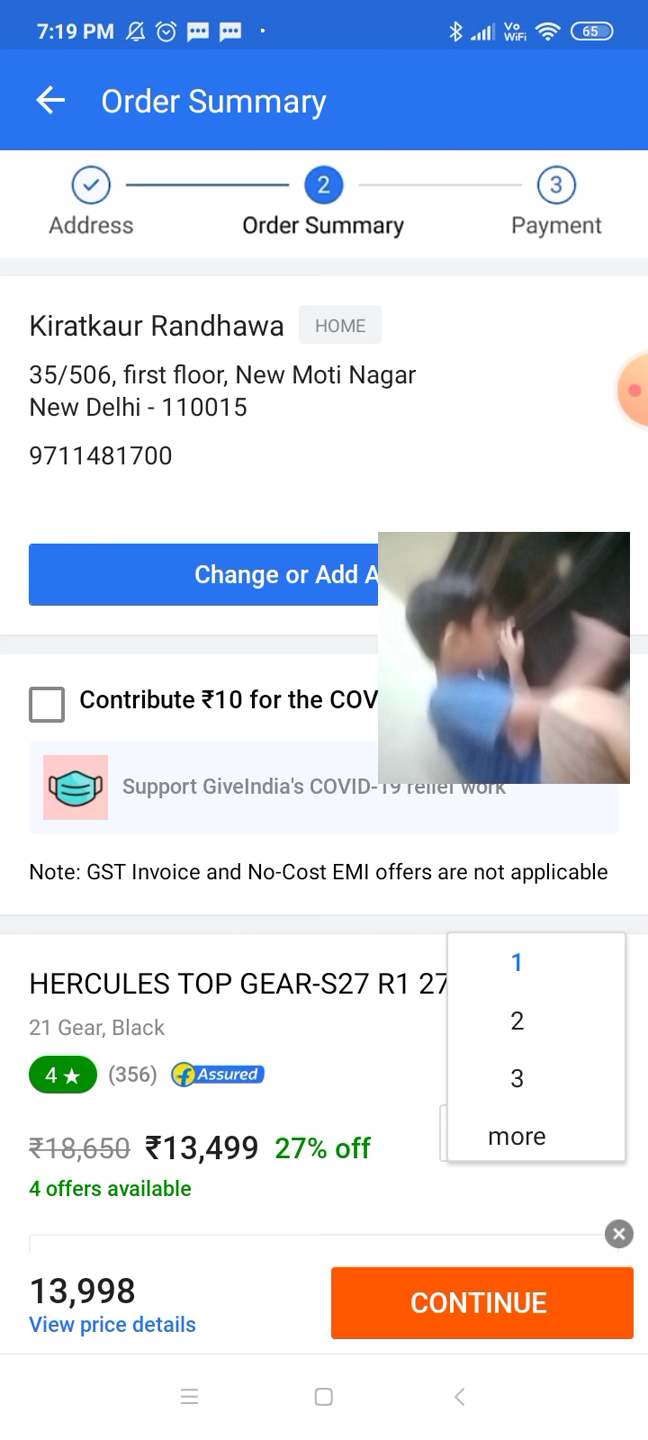 7:19 PM
Vo
WiFi
65
Order Summary
2
3
Address
Order Summary
Payment
Kiratkaur Randhawa
HOME
35/506, first floor, New Moti Nagar
New Delhi - 110015
9711481700
Change or Add A
Contribute ₹10 for the COV
Support GiveIndia's COVID-19 relief work
Note: GST Invoice and No-Cost EMI offers are not applicable
HERCULES TOP GEAR-S27 R1 27
21 Gear, Black
4 ★ (356) f Assured
₹18,650 ₹13,499 27% off
4 offers available
1
2
3
more
13,998
View price details
CONTINUE